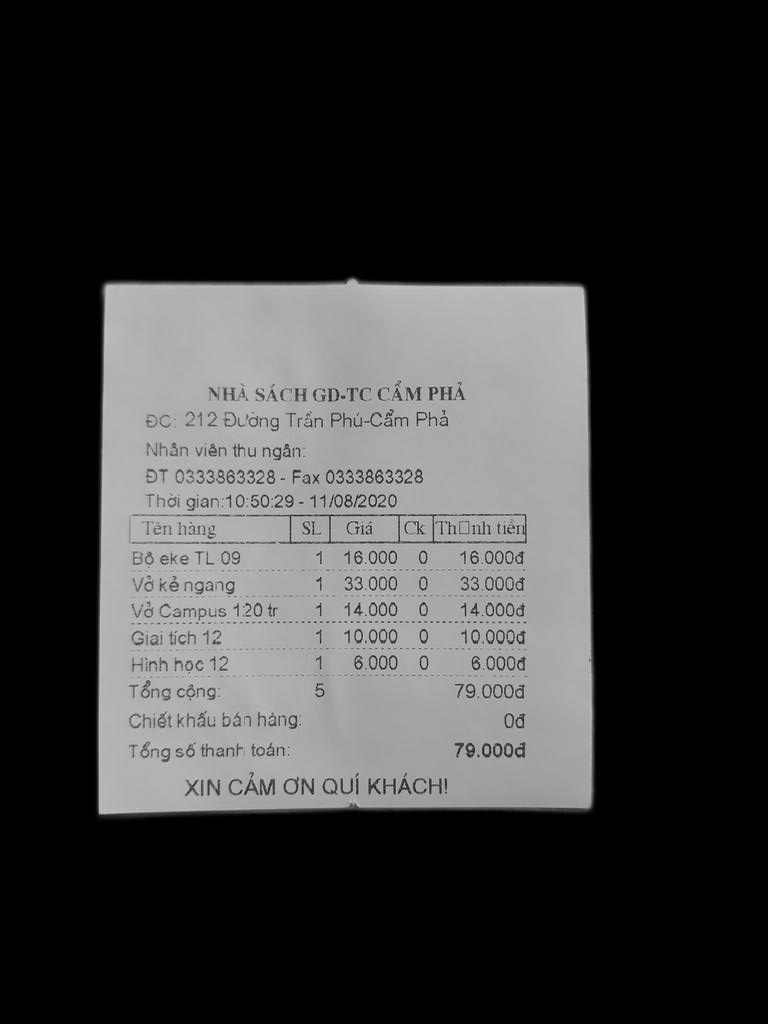 NHÀ SÁCH GD-TC CẨM PHẢ
ĐC: 212 Đường Trần Phú-Cẩm Phả
Nhân viên thu ngân:
ĐT 0333863328 - Fax 0333863328
Thời gian:10:50:29 - 11/08/2020
Tên hàng SL Giá Ck Th□nh tiền
Bộ eke TL 09 1 16.000 0 16.000đ
Vở kẻ ngang 1 33.000 0 33.000đ
Vở Campus 120 tr 1 14.000 0 14.000đ
Giai tích 12 1 10.000 0 10.000đ
Hình học 12 1 6.000 0 6.000đ
Tổng cộng: 5 79.000đ
Chiết khấu bán hàng: 0đ
Tổng số thanh toán: 79.000đ
XIN CẢM ƠN QUÍ KHÁCH!